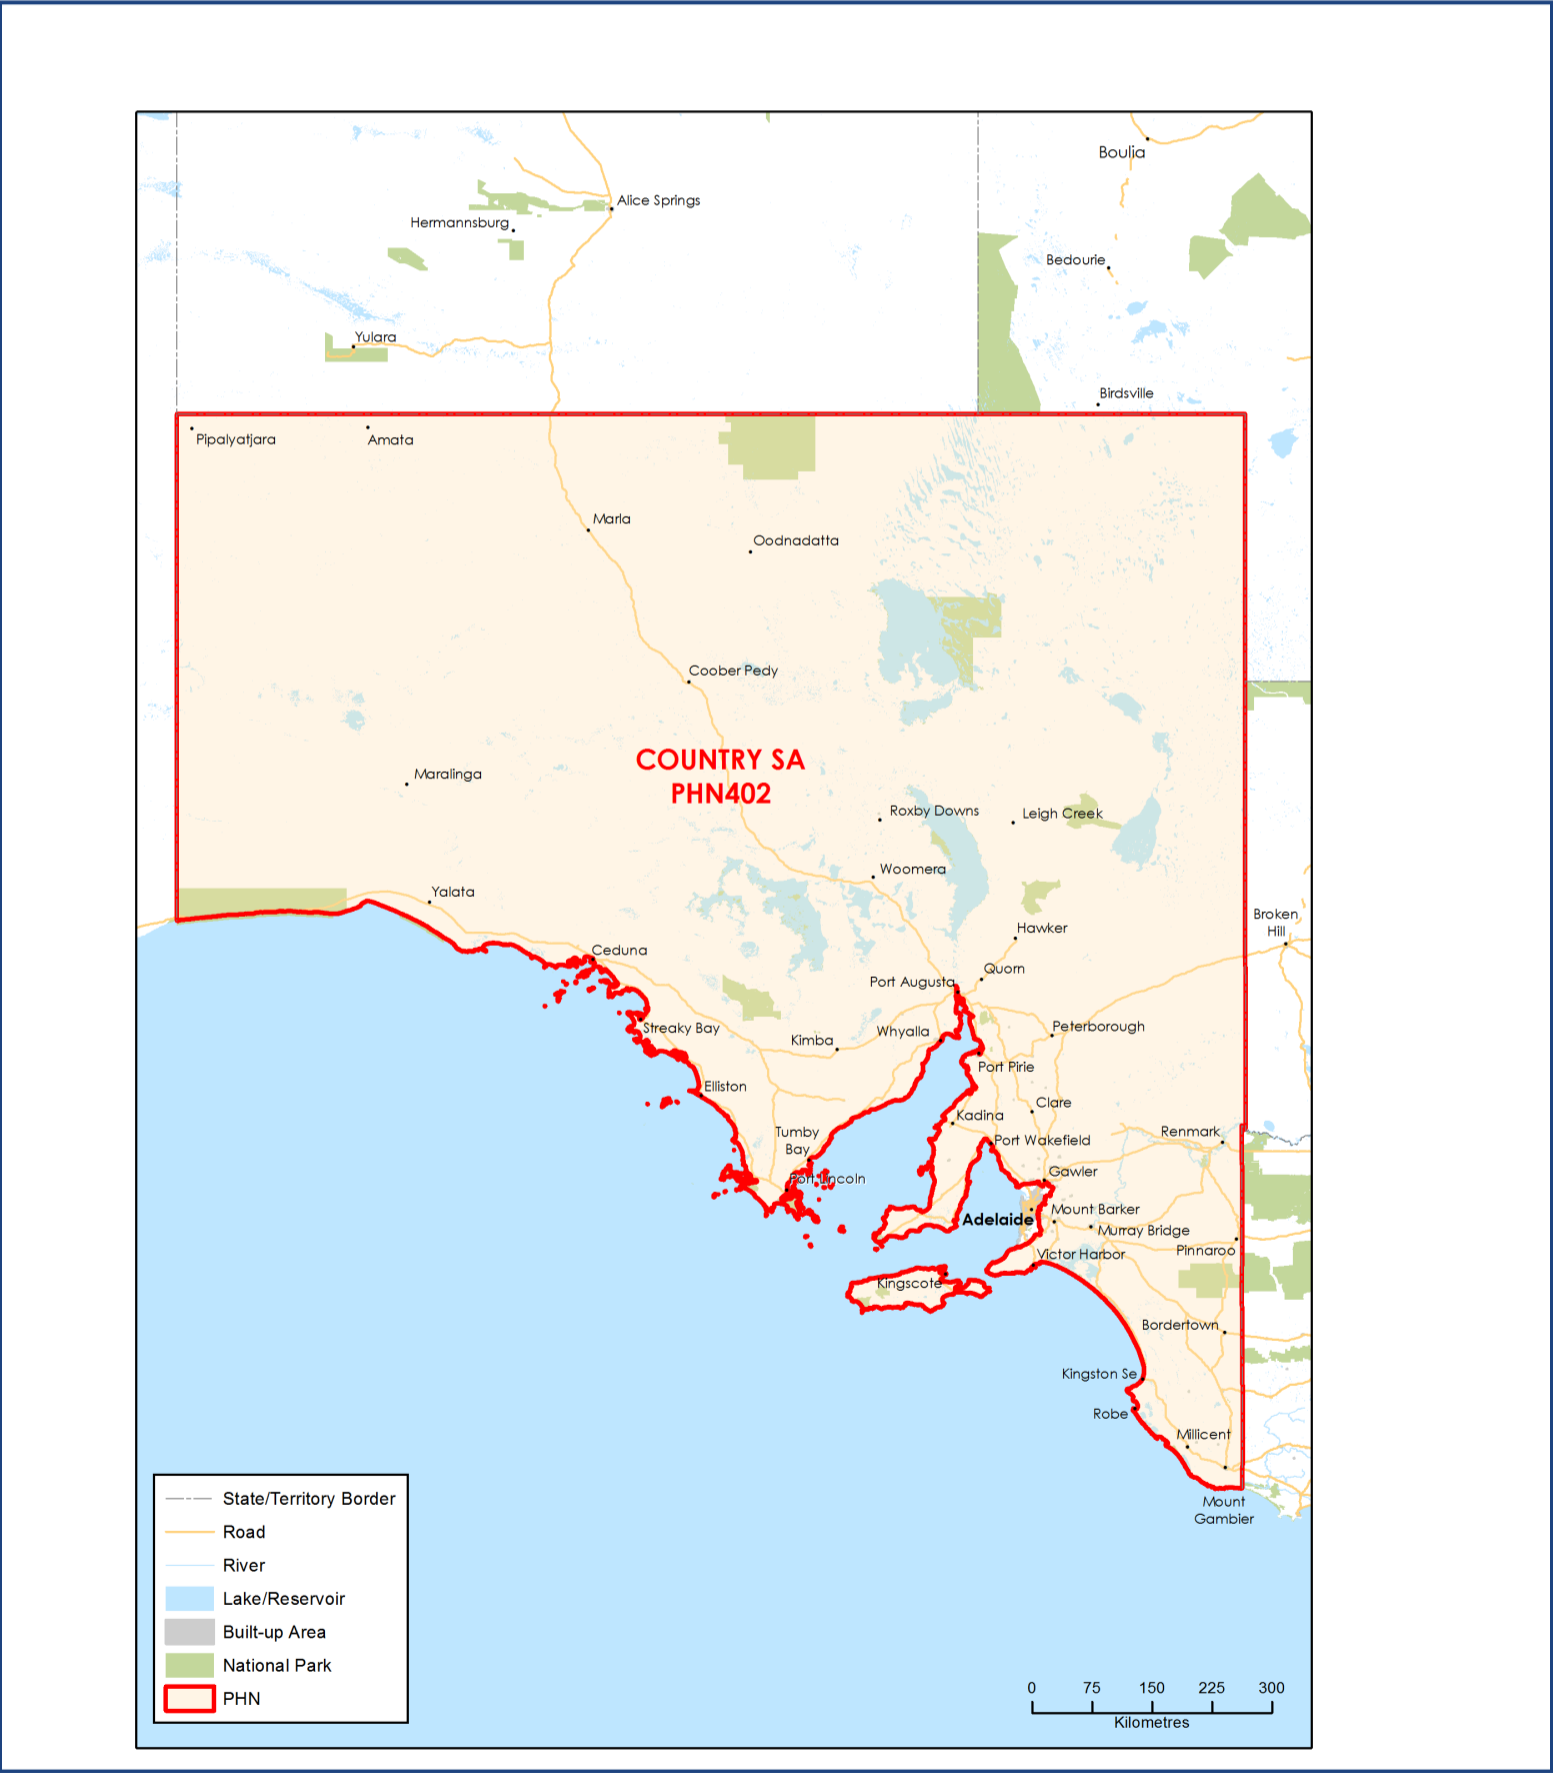 Boulia
Alice Springs
Hermannsburg
Bedourie
Yulara
Birdsville
Pipalyatjara
Amata
Marla
Oodnadatta
Coober Pedy
COUNTRY SA
PHN402
Maralinga
Roxby Downs
Leigh Creek
Woomera
Yalata
Broken
Hill
Hawker
Ceduna
Quorn
Port Augusta
Streaky Bay
Whyalla
Peterborough
Kimba
Port Pirie
Elliston
Clare
Kadina
Tumby
Bay
Renmark
Port Wakefield
Gawler
Port Lincoln
Mount Barker
Adelaide
Murray Bridge
Pinnaroo
Victor Harbor
Kingscote
Bordertown
Kingston Se
Robe
Millicent
Mount
Gambier
State/Territory Border
Road
River
Lake/Reservoir
Built-up Area
National Park
PHN
0 75 150 225 300
Kilometres